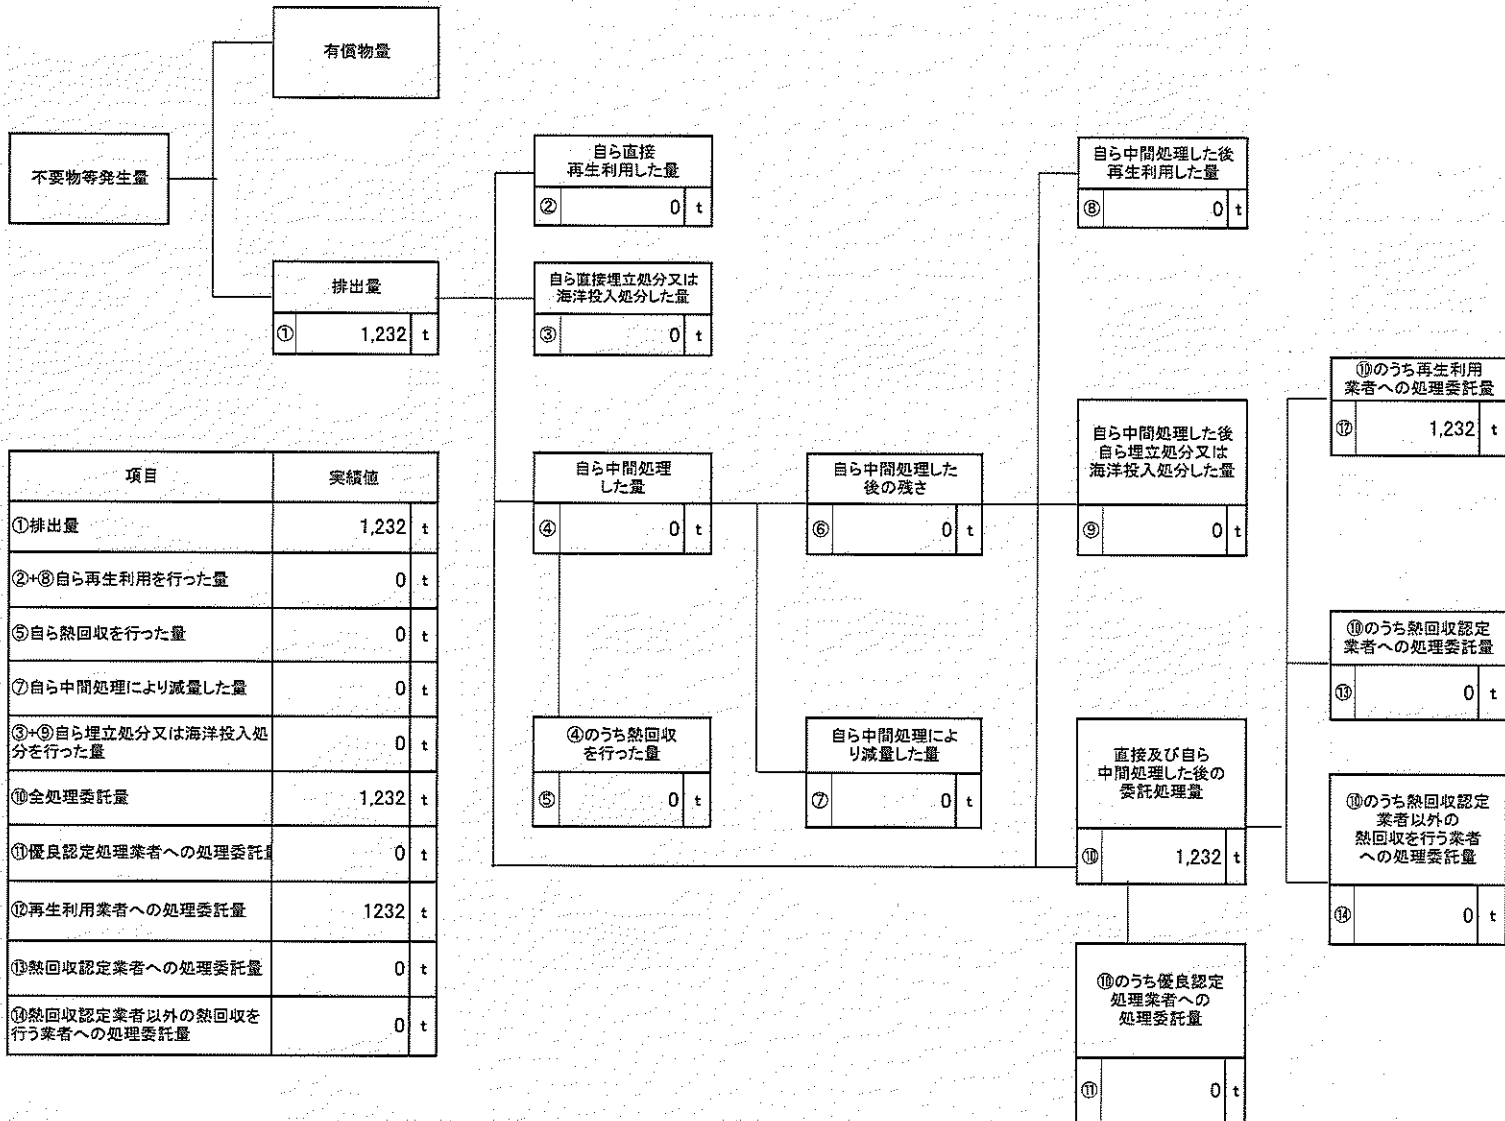 有償物量
不要物等発生量
排出量
① 1,232 t
自ら直接
再生利用した量
② 0 t
自ら直接埋立処分又は
海洋投入処分した量
③ 0 t
自ら中間処理
した量
④ 0 t
④のうち熱回収
を行った量
⑤ 0 t
自ら中間処理した
後の残さ
⑥ 0 t
自ら中間処理によ
り減量した量
⑦ 0 t
自ら中間処理した後
再生利用した量
⑧ 0 t
自ら中間処理した後
自ら埋立処分又は
海洋投入処分した量
⑨ 0 t
直接及び自ら
中間処理した後の
委託処理量
⑩ 1,232 t
⑩のうち優良認定
処理業者への
処理委託量
⑪ 0 t
⑩のうち再生利用
業者への処理委託量
⑫ 1,232 t
⑩のうち熱回収認定
業者への処理委託量
⑬ 0 t
⑩のうち熱回収認定
業者以外の
熱回収を行う業者
への処理委託量
⑭ 0 t
項目 実績値
①排出量 1,232 t
②+⑧自ら再生利用を行った量 0 t
⑤自ら熱回収を行った量 0 t
⑦自ら中間処理により減量した量 0 t
③+⑨自ら埋立処分又は海洋投入処
分を行った量 0 t
⑩全処理委託量 1,232 t
⑪優良認定処理業者への処理委託量 0 t
⑫再生利用業者への処理委託量 1232 t
⑬熱回収認定業者への処理委託量 0 t
⑭熱回収認定業者以外の熱回収を
行う業者への処理委託量 0 t